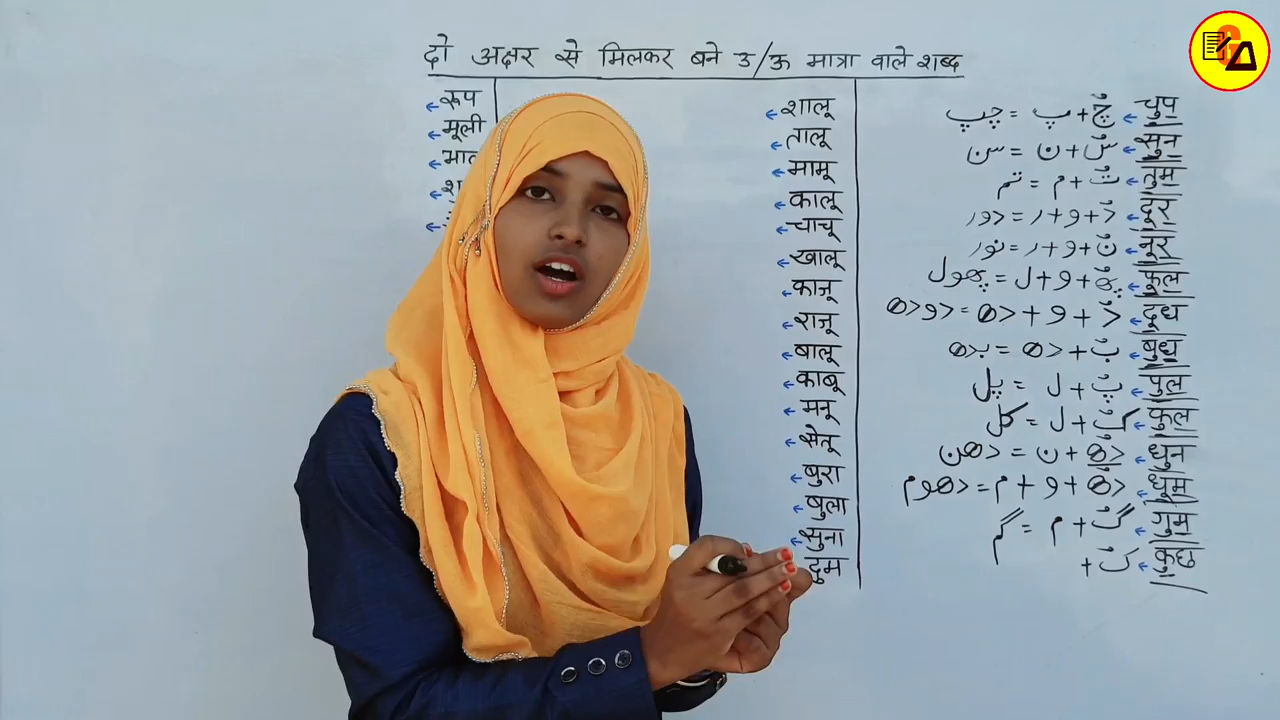 दो अक्षर से मिलकर बने उ/ऊ मात्रा वाले शब्द
रूप
मूली
शालू
तालू
मामू
कालू
चाचू
खालू
काजू
राजू
बालू
काबू
मनू
सैलू
बुरा
बुला
सुना
दुम
चुप ← چُ + پ = چپ
सुन ← سُ + ن = سن
तुम ← تُ + م = تم
दूर ← دُ + و + ر = دور
नूर ← نُ + و + ر = نور
फूल ← پھُ + و + ل = پھول
दूध ← دُ + و + دھ = دودھ
बुध ← بُ + دھ = بدھ
पुल ← پُ + ل = پل
कुल ← کُ + ل = کل
धुन ← دھُ + ن = دھن
धूम ← دھُ + و + م = دھوم
गुम ← گُ + م = گم
कुछ ← کُ +